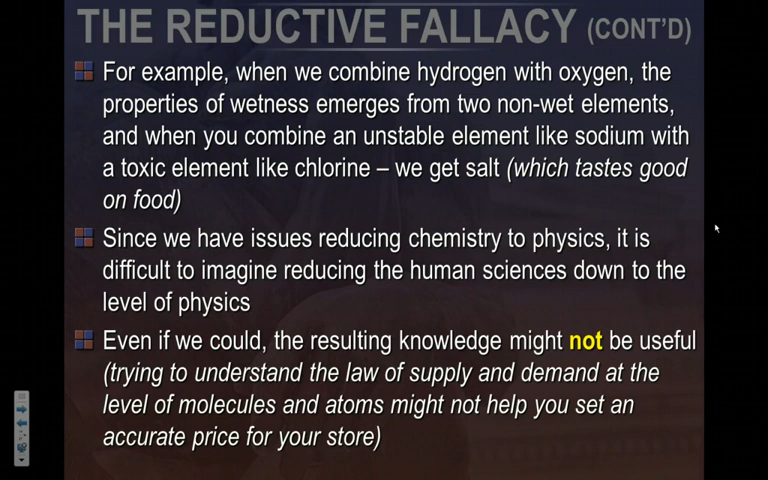 THE REDUCTIVE FALLACY (CONT'D)
For example, when we combine hydrogen with oxygen, the
properties of wetness emerges from two non-wet elements,
and when you combine an unstable element like sodium with
a toxic element like chlorine – we get salt (which tastes good
on food)
Since we have issues reducing chemistry to physics, it is
difficult to imagine reducing the human sciences down to the
level of physics
Even if we could, the resulting knowledge might not be useful
(trying to understand the law of supply and demand at the
level of molecules and atoms might not help you set an
accurate price for your store)